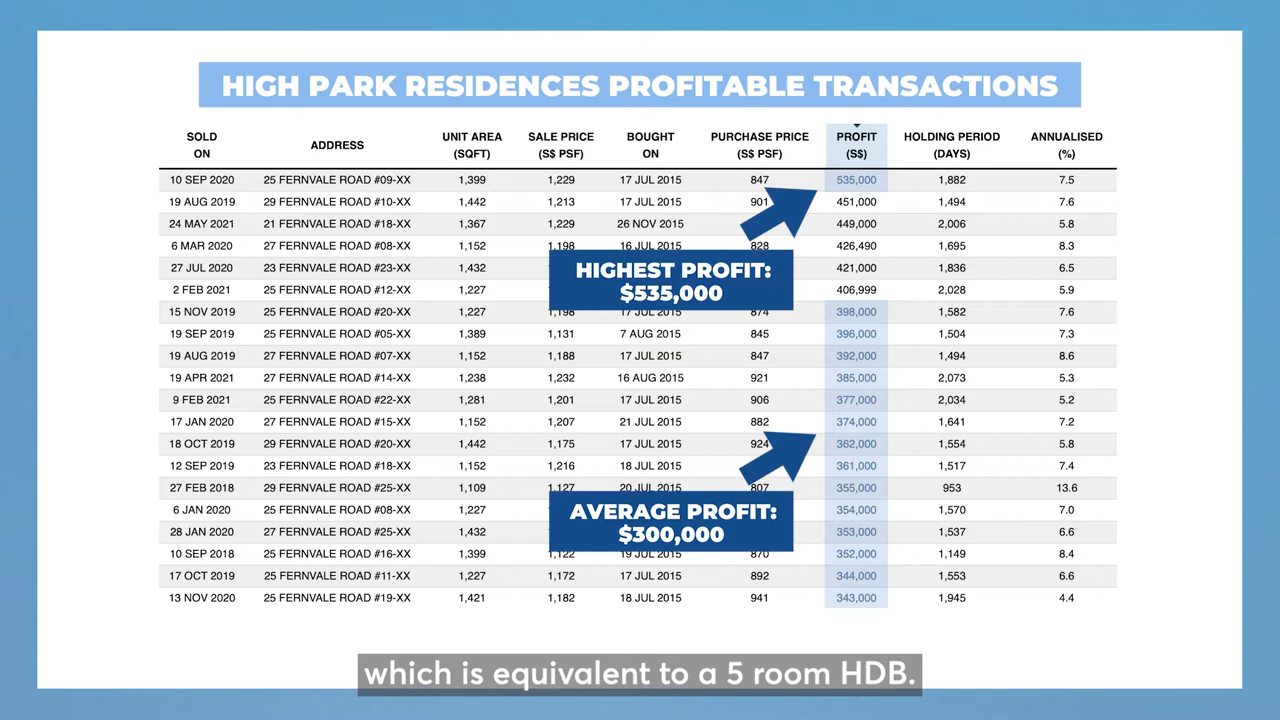 HIGH PARK RESIDENCES PROFITABLE TRANSACTIONS
SOLD ON ADDRESS UNIT AREA (SQFT) SALE PRICE (S$ PSF) BOUGHT ON PURCHASE PRICE (S$ PSF) PROFIT (S$) HOLDING PERIOD (DAYS) ANNUALISED (%)
10 SEP 2020 25 FERNVALE ROAD #09-XX 1,399 1,229 17 JUL 2015 847 535,000 1,882 7.5
19 AUG 2019 29 FERNVALE ROAD #10-XX 1,442 1,213 17 JUL 2015 901 451,000 1,494 7.6
24 MAY 2021 21 FERNVALE ROAD #18-XX 1,367 1,229 26 NOV 2015 449,000 2,006 5.8
6 MAR 2020 27 FERNVALE ROAD #08-XX 1,152 1,198 16 JUL 2015 828 426,490 1,695 8.3
27 JUL 2020 23 FERNVALE ROAD #23-XX 1,432 421,000 1,836 6.5
2 FEB 2021 25 FERNVALE ROAD #12-XX 1,227 406,999 2,028 5.9
HIGHEST PROFIT:
$535,000
15 NOV 2019 25 FERNVALE ROAD #20-XX 1,227 1,198 17 JUL 2015 874 398,000 1,582 7.6
19 SEP 2019 25 FERNVALE ROAD #05-XX 1,389 1,131 7 AUG 2015 845 396,000 1,504 7.3
19 AUG 2019 27 FERNVALE ROAD #07-XX 1,152 1,188 17 JUL 2015 847 392,000 1,494 8.6
19 APR 2021 27 FERNVALE ROAD #14-XX 1,238 1,232 16 AUG 2015 921 385,000 2,073 5.3
9 FEB 2021 25 FERNVALE ROAD #22-XX 1,281 1,201 17 JUL 2015 906 377,000 2,034 5.2
17 JAN 2020 27 FERNVALE ROAD #15-XX 1,152 1,207 21 JUL 2015 882 374,000 1,641 7.2
18 OCT 2019 29 FERNVALE ROAD #20-XX 1,442 1,175 17 JUL 2015 924 362,000 1,554 5.8
12 SEP 2019 23 FERNVALE ROAD #18-XX 1,152 1,216 18 JUL 2015 361,000 1,517 7.4
27 FEB 2018 29 FERNVALE ROAD #25-XX 1,109 1,127 20 JUL 2015 807 355,000 953 13.6
6 JAN 2020 25 FERNVALE ROAD #08-XX 1,227 354,000 1,570 7.0
28 JAN 2020 27 FERNVALE ROAD #25-XX 1,432 353,000 1,537 6.6
AVERAGE PROFIT:
$300,000
10 SEP 2018 25 FERNVALE ROAD #16-XX 1,399 1,122 19 JUL 2015 870 352,000 1,149 8.4
17 OCT 2019 25 FERNVALE ROAD #11-XX 1,227 1,172 17 JUL 2015 892 344,000 1,553 6.6
13 NOV 2020 25 FERNVALE ROAD #19-XX 1,421 1,182 18 JUL 2015 941 343,000 1,945 4.4
which is equivalent to a 5 room HDB.